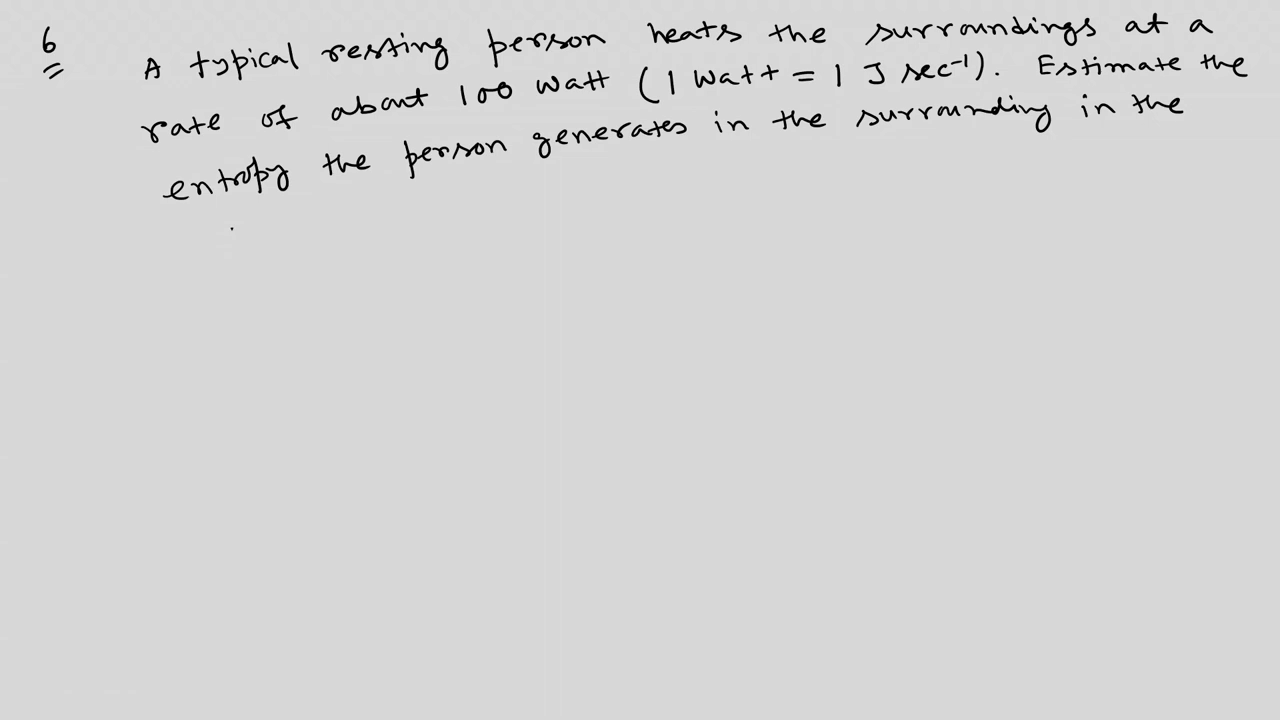 6
A typical resting person heats the surroundings at a
rate of about 100 watt (1 Watt = 1 J sec⁻¹). Estimate the
entropy the person generates in the surrounding in the